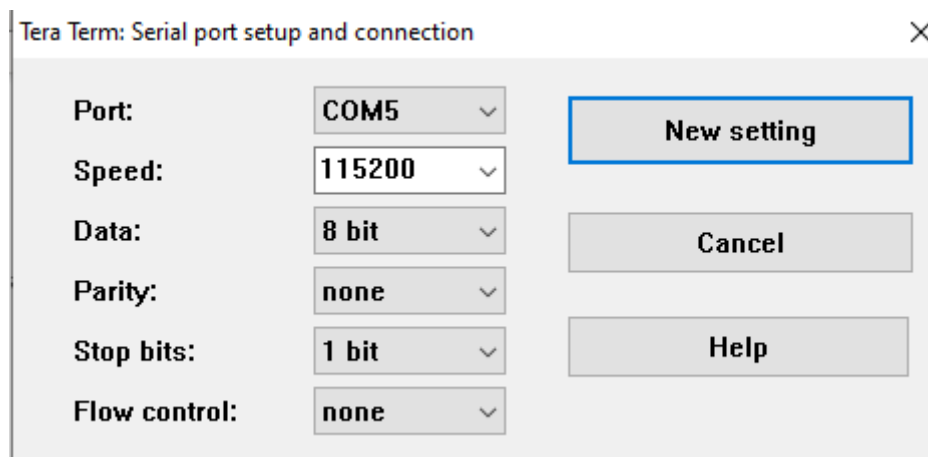 Tera Term: Serial port setup and connection
Port: COM5
New setting
Speed: 115200
Data: 8 bit
Cancel
Parity: none
Stop bits: 1 bit
Help
Flow control: none